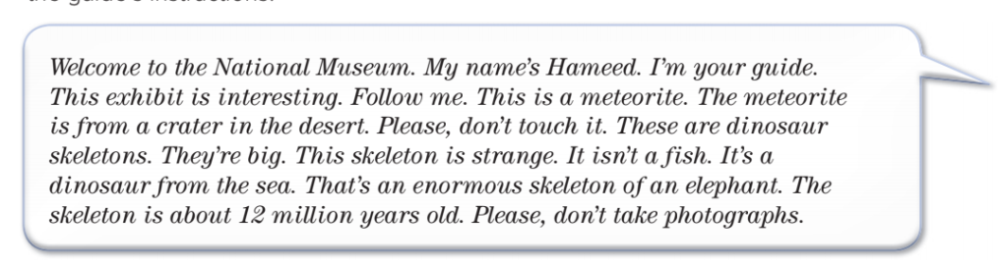 the guide's instructions.
Welcome to the National Museum. My name's Hameed. I'm your guide.
This exhibit is interesting. Follow me. This is a meteorite. The meteorite
is from a crater in the desert. Please, don't touch it. These are dinosaur
skeletons. They're big. This skeleton is strange. It isn't a fish. It's a
dinosaur from the sea. That's an enormous skeleton of an elephant. The
skeleton is about 12 million years old. Please, don't take photographs.